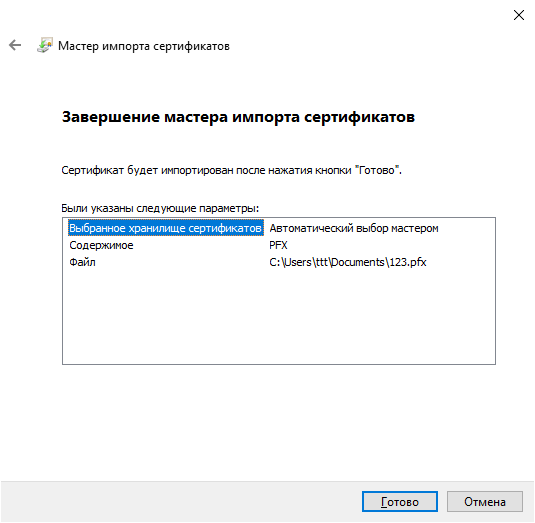 Мастер импорта сертификатов
Завершение мастера импорта сертификатов
Сертификат будет импортирован после нажатия кнопки "Готово".
Были указаны следующие параметры:
Выбранное хранилище сертификатов Автоматический выбор мастером
Содержимое PFX
Файл C:\Users\ttt\Documents\123.pfx
Готово Отмена